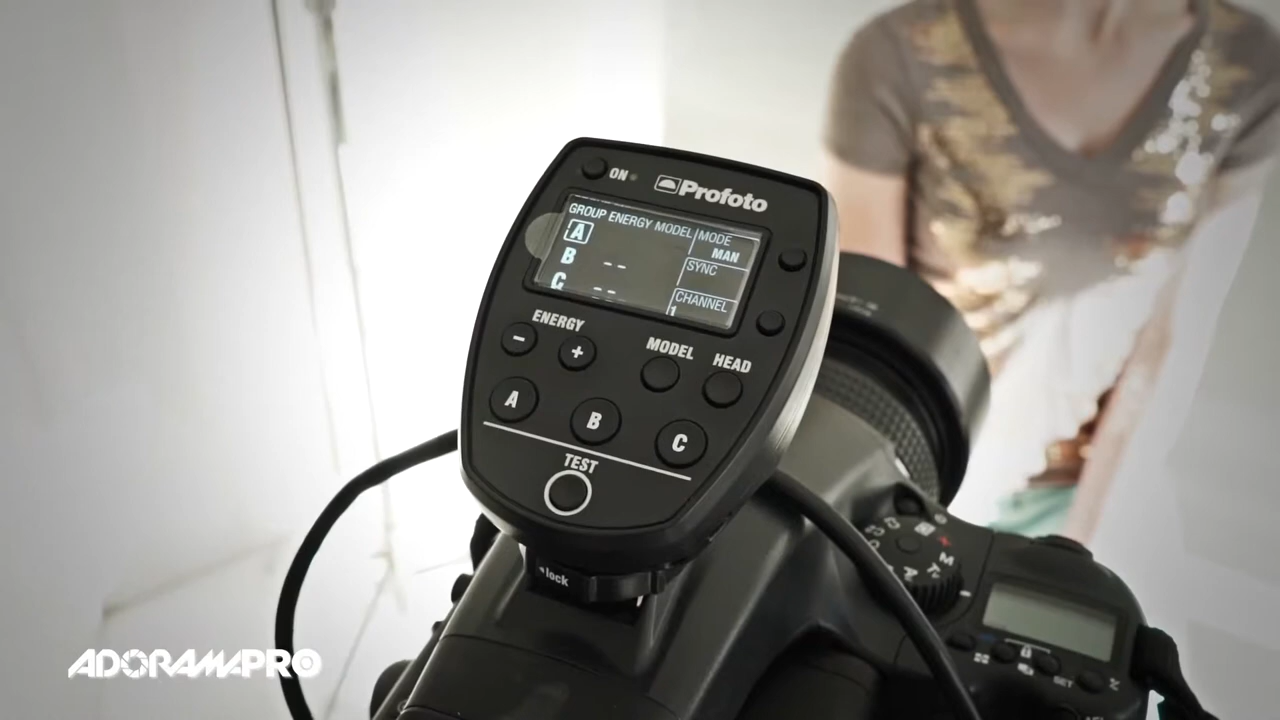 ON
Profoto
GROUP ENERGY MODEL MODE
A
MAN
B --
SYNC
C --
CHANNEL
1
ENERGY
- +
MODEL HEAD
A B C
TEST
lock
M
SET
ADORAMAPRO